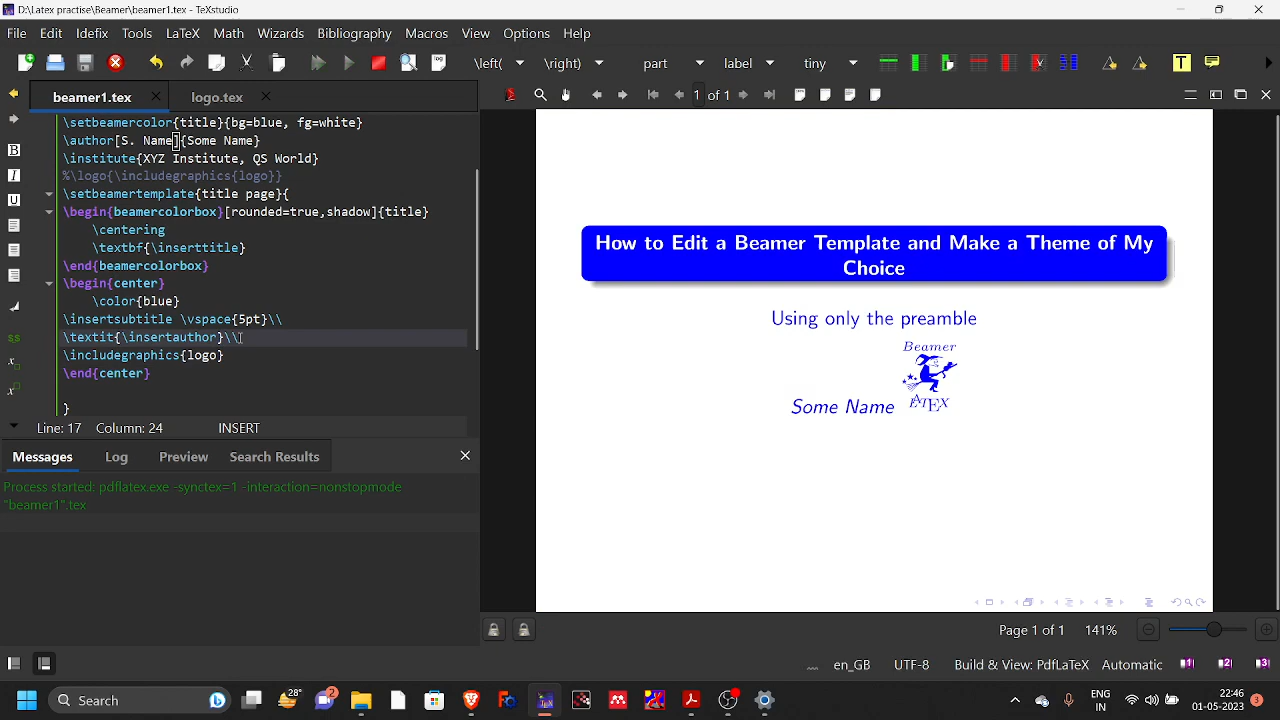 D:\Latex practise\Beamer\beamer1.tex - TeXstudio
File Edit Idefix Tools LaTeX Math Wizards Bibliography Macros View Options Help
\left( \right) part label tiny
beamer1.tex logo.tex
1 of 1
\setbeamercolor{title}{bg=blue, fg=white}
\author[S. Name]{Some Name}
\institute{XYZ Institute, QS World}
%\logo{\includegraphics{logo}}
\setbeamertemplate{title page}{
\begin{beamercolorbox}[rounded=true,shadow]{title}
\centering
\textbf{\inserttitle}
\end{beamercolorbox}
\begin{center}
\color{blue}
\insertsubtitle \vspace{5pt}\\
\textit{\insertauthor}\\
\includegraphics{logo}
\end{center}
}
Line: 17 Column: 24 INSERT
Messages Log Preview Search Results
Process started: pdflatex.exe -synctex=1 -interaction=nonstopmode
"beamer1".tex
How to Edit a Beamer Template and Make a Theme of My
Choice
Using only the preamble
Beamer
Some Name LATEX
Page 1 of 1 141%
en_GB UTF-8 Build & View: PdfLaTeX Automatic 1 2 3
Search 28° 2 ENG 22:46
IN 01-05-2023 3